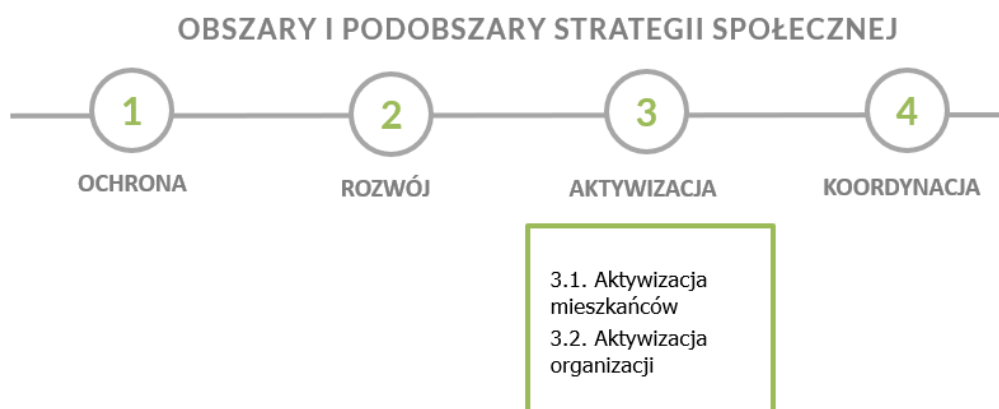 OBSZARY I PODOBSZARY STRATEGII SPOŁECZNEJ
1
2
3
4
OCHRONA
ROZWÓJ
AKTYWIZACJA
KOORDYNACJA
3.1. Aktywizacja
mieszkańców
3.2. Aktywizacja
organizacji